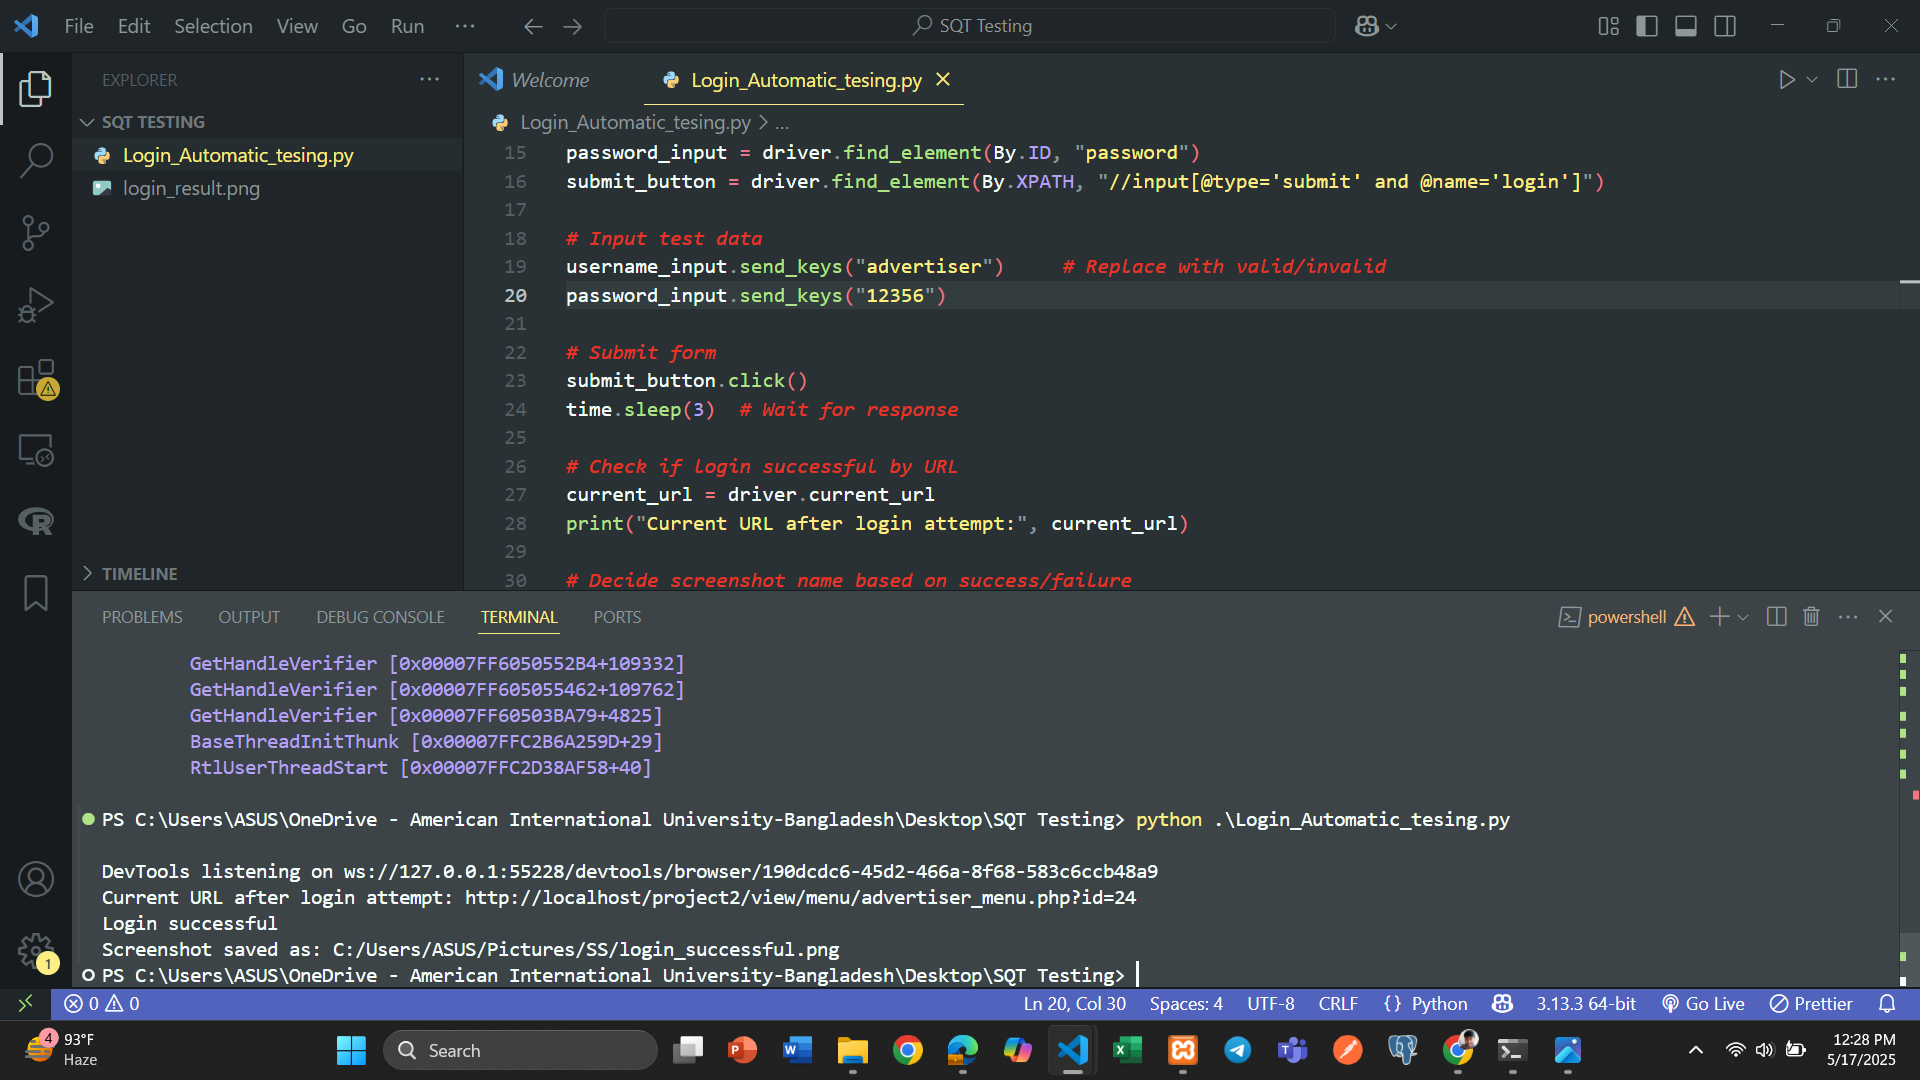 File Edit Selection View Go Run ... SQT Testing
EXPLORER ...
Welcome Login_Automatic_tesing.py
SQT TESTING
Login_Automatic_tesing.py
login_result.png
TIMELINE
Login_Automatic_tesing.py > ...
15 password_input = driver.find_element(By.ID, "password")
16 submit_button = driver.find_element(By.XPATH, "//input[@type='submit' and @name='login']")
17
18 # Input test data
19 username_input.send_keys("advertiser")     # Replace with valid/invalid
20 password_input.send_keys("12356")
21
22 # Submit form
23 submit_button.click()
24 time.sleep(3)  # Wait for response
25
26 # Check if login successful by URL
27 current_url = driver.current_url
28 print("Current URL after login attempt:", current_url)
29
30 # Decide screenshot name based on success/failure
PROBLEMS OUTPUT DEBUG CONSOLE TERMINAL PORTS powershell
GetHandleVerifier [0x00007FF6050552B4+109332]
GetHandleVerifier [0x00007FF605055462+109762]
GetHandleVerifier [0x00007FF60503BA79+4825]
BaseThreadInitThunk [0x00007FFC2B6A259D+29]
RtlUserThreadStart [0x00007FFC2D38AF58+40]
PS C:\Users\ASUS\OneDrive - American International University-Bangladesh\Desktop\SQT Testing> python .\Login_Automatic_tesing.py
DevTools listening on ws://127.0.0.1:55228/devtools/browser/190dcdc6-45d2-466a-8f68-583c6ccb48a9
Current URL after login attempt: http://localhost/project2/view/menu/advertiser_menu.php?id=24
Login successful
Screenshot saved as: C:/Users/ASUS/Pictures/SS/login_successful.png
PS C:\Users\ASUS\OneDrive - American International University-Bangladesh\Desktop\SQT Testing>
1
0 0 Ln 20, Col 30 Spaces: 4 UTF-8 CRLF {} Python 3.13.3 64-bit Go Live Prettier
4 93°F
Haze
Search
12:28 PM
5/17/2025